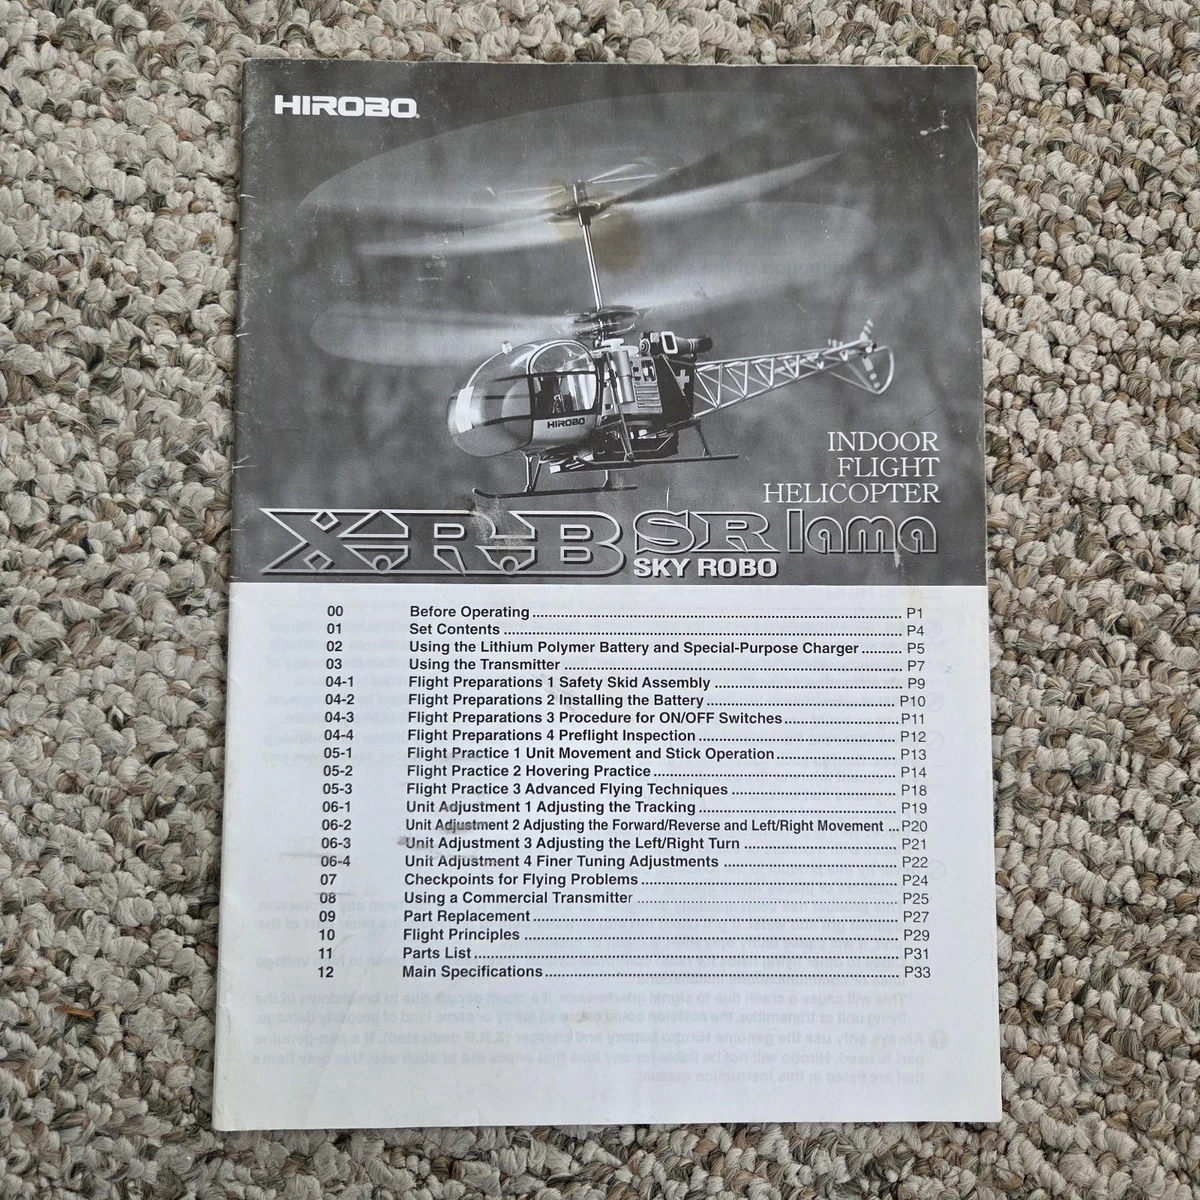 HIROBO
HIROBO
INDOOR
FLIGHT
HELICOPTER
X.R.B SR lama
SKY ROBO
00 Before Operating ........ P1
01 Set Contents ........ P4
02 Using the Lithium Polymer Battery and Special-Purpose Charger ........ P5
03 Using the Transmitter ........ P7
04-1 Flight Preparations 1 Safety Skid Assembly ........ P9
04-2 Flight Preparations 2 Installing the Battery ........ P10
04-3 Flight Preparations 3 Procedure for ON/OFF Switches ........ P11
04-4 Flight Preparations 4 Preflight Inspection ........ P12
05-1 Flight Practice 1 Unit Movement and Stick Operation ........ P13
05-2 Flight Practice 2 Hovering Practice ........ P14
05-3 Flight Practice 3 Advanced Flying Techniques ........ P18
06-1 Unit Adjustment 1 Adjusting the Tracking ........ P19
06-2 Unit Adjustment 2 Adjusting the Forward/Reverse and Left/Right Movement ... P20
06-3 Unit Adjustment 3 Adjusting the Left/Right Turn ........ P21
06-4 Unit Adjustment 4 Finer Tuning Adjustments ........ P22
07 Checkpoints for Flying Problems ........ P24
08 Using a Commercial Transmitter ........ P25
09 Part Replacement ........ P27
10 Flight Principles ........ P29
11 Parts List ........ P31
12 Main Specifications ........ P33